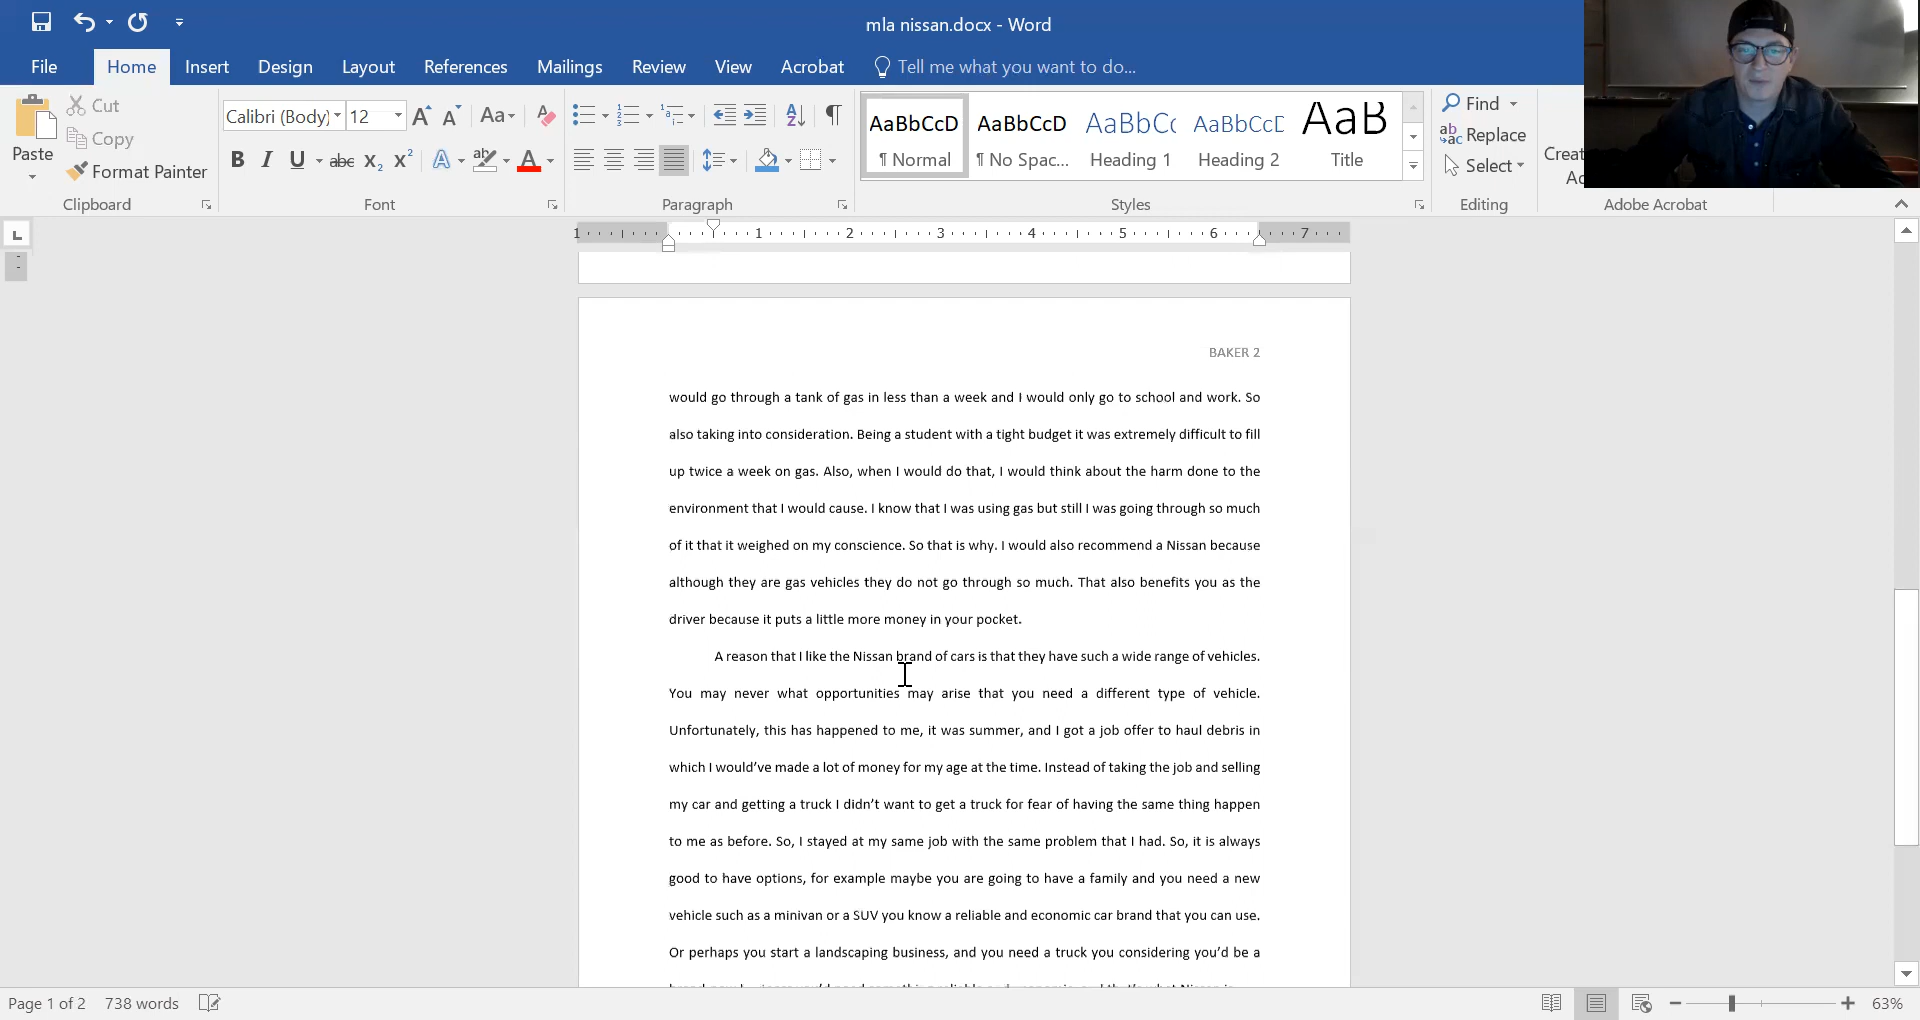 mla nissan.docx - Word
File Home Insert Design Layout References Mailings Review View Acrobat Tell me what you want to do...
Paste
Cut
Copy
Format Painter
Clipboard
Calibri (Body) 12
Aa
B I U abc X₂ X² A ab A
Font
A Z
Paragraph
AaBbCcD AaBbCcD AaBbC AaBbCcD AaB
¶ Normal ¶ No Spac... Heading 1 Heading 2 Title
Styles
Find
Replace
Select
Editing
Adobe Acrobat
L
1 1 2 3 4 5 6 7
BAKER 2
would go through a tank of gas in less than a week and I would only go to school and work. So
also taking into consideration. Being a student with a tight budget it was extremely difficult to fill
up twice a week on gas. Also, when I would do that, I would think about the harm done to the
environment that I would cause. I know that I was using gas but still I was going through so much
of it that it weighed on my conscience. So that is why. I would also recommend a Nissan because
although they are gas vehicles they do not go through so much. That also benefits you as the
driver because it puts a little more money in your pocket.
A reason that I like the Nissan brand of cars is that they have such a wide range of vehicles.
You may never what opportunities may arise that you need a different type of vehicle.
Unfortunately, this has happened to me, it was summer, and I got a job offer to haul debris in
which I would’ve made a lot of money for my age at the time. Instead of taking the job and selling
my car and getting a truck I didn’t want to get a truck for fear of having the same thing happen
to me as before. So, I stayed at my same job with the same problem that I had. So, it is always
good to have options, for example maybe you are going to have a family and you need a new
vehicle such as a minivan or a SUV you know a reliable and economic car brand that you can use.
Or perhaps you start a landscaping business, and you need a truck you considering you’d be a
Page 1 of 2 738 words
63%